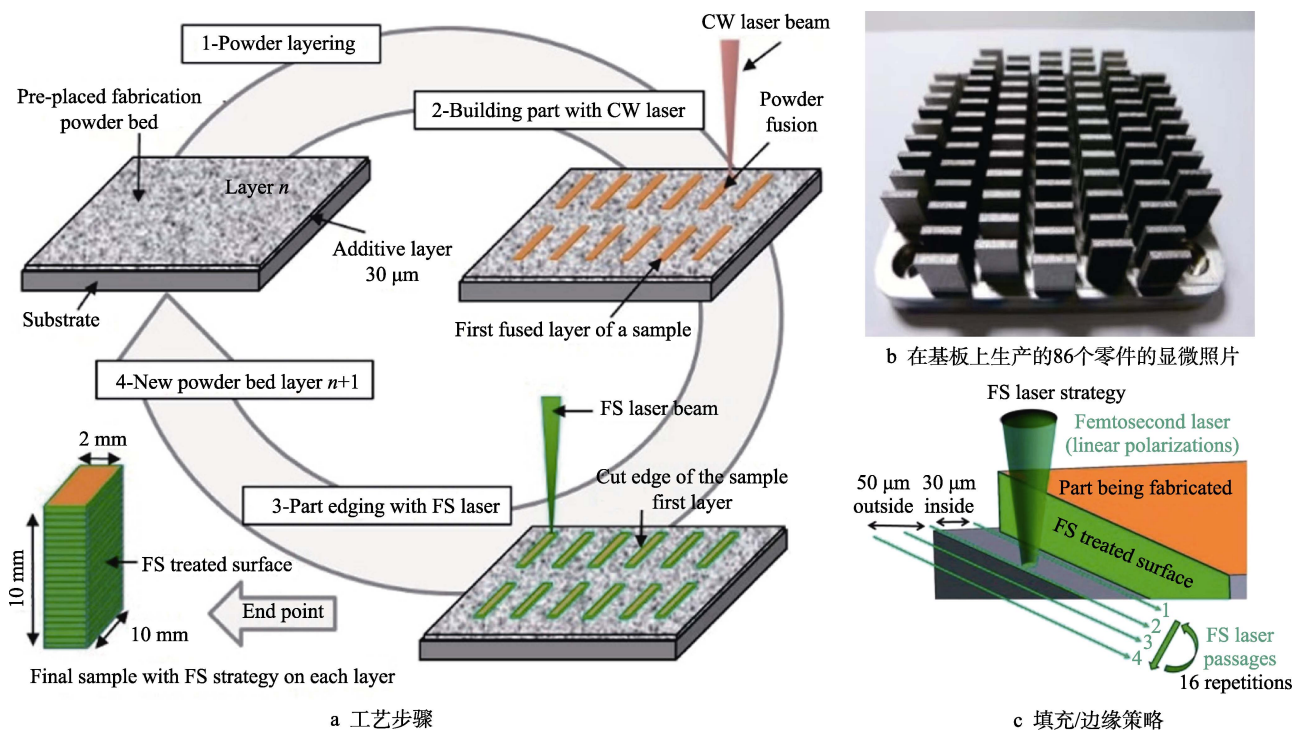 1-Powder layering
CW laser beam
Pre-placed fabrication
powder bed
2-Building part with CW laser
Powder
fusion
Layer n
Additive layer
30 μm
Substrate
First fused layer of a sample
4-New powder bed layer n+1
FS laser beam
2 mm
3-Part edging with FS laser
Cut edge of the sample
first layer
10 mm
FS treated surface
End point
10 mm
Final sample with FS strategy on each layer
a 工艺步骤
b 在基板上生产的86个零件的显微照片
FS laser strategy
Femtosecond laser
(linear polarizations)
50 μm
outside
30 μm
inside
Part being fabricated
FS treated surface
1
2
3
4
FS laser
passages
16 repetitions
c 填充/边缘策略